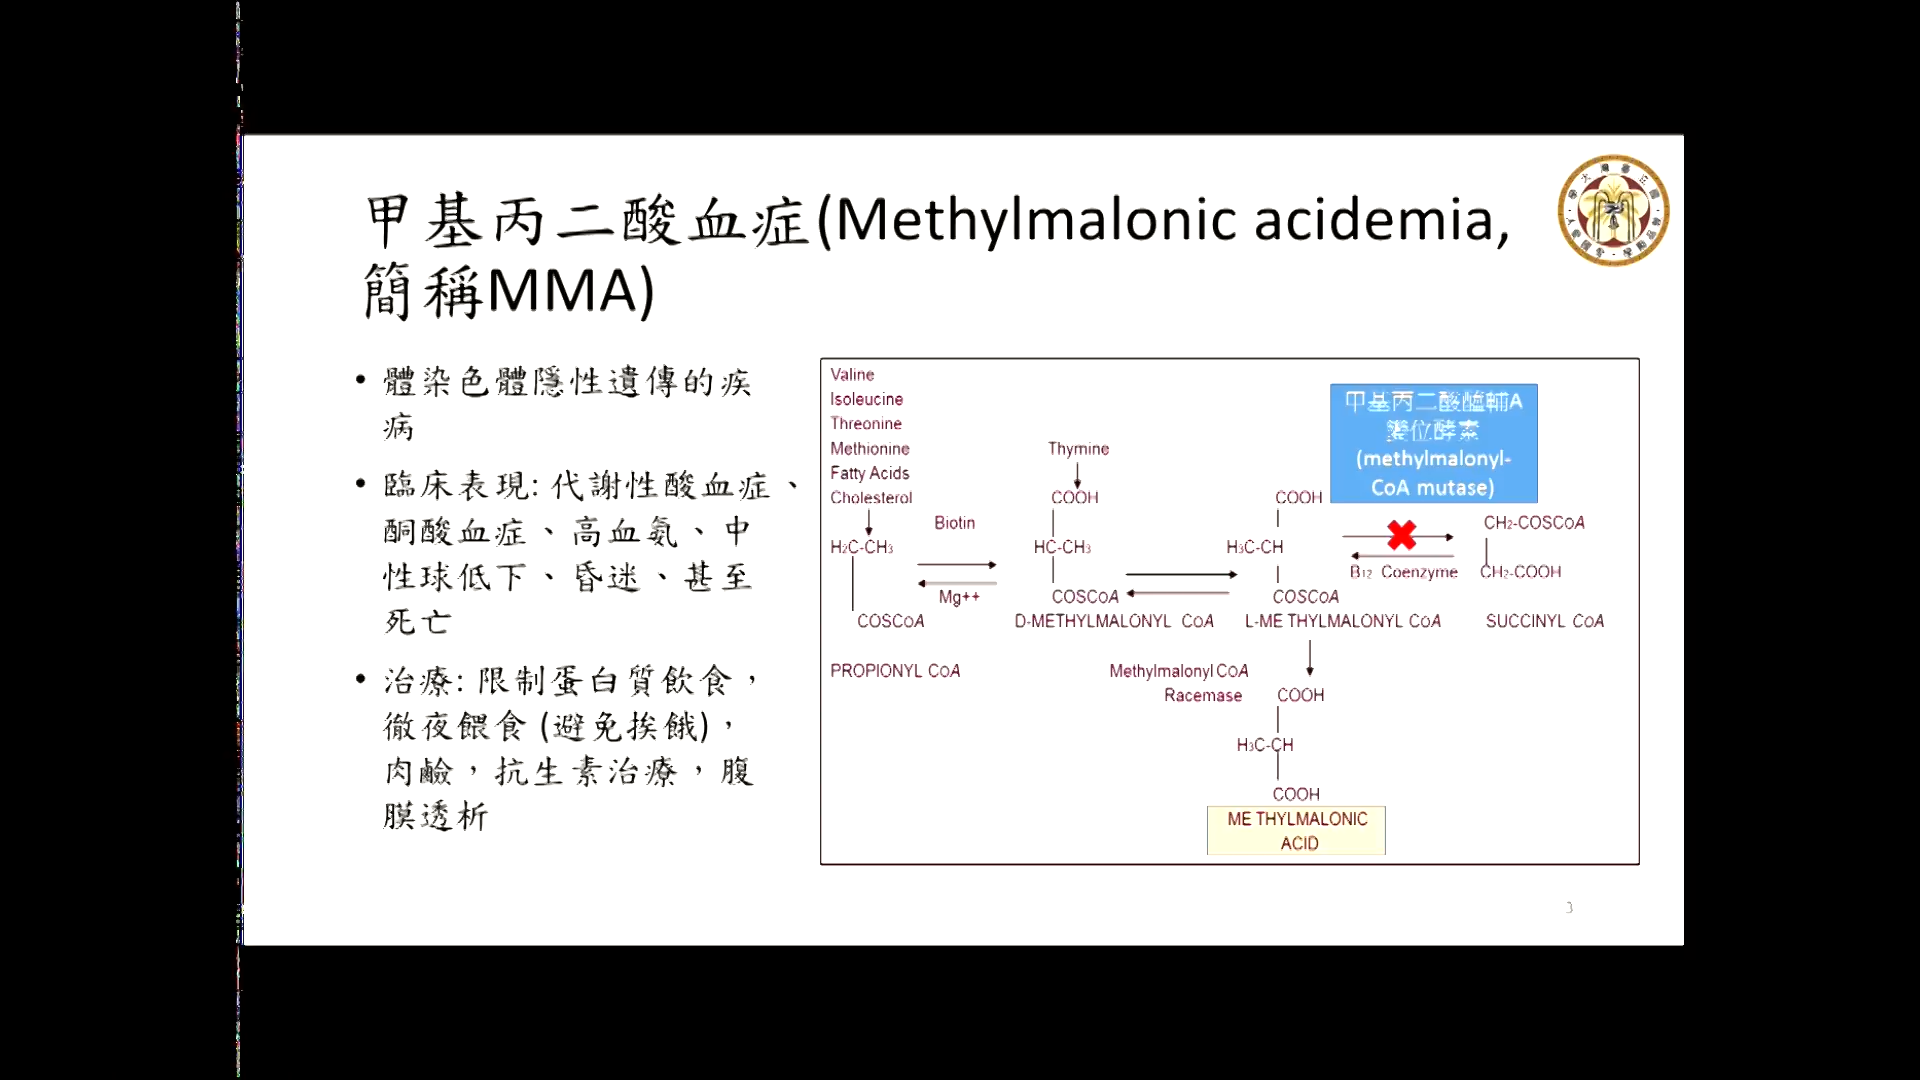 甲基丙二酸血症(Methylmalonic acidemia,
簡稱MMA)
• 體染色體隱性遺傳的疾
病
• 臨床表現: 代謝性酸血症、
酮酸血症、高血氨、中
性球低下、昏迷、甚至
死亡
• 治療: 限制蛋白質飲食，
徹夜餵食 (避免挨餓)，
肉鹼，抗生素治療，腹
膜透析
Valine
Isoleucine
Threonine
Methionine
Fatty Acids
Cholesterol
H2C-CH3
COSCoA
PROPIONYL CoA
Biotin
Mg++
Thymine
COOH
HC-CH3
COSCoA
D-METHYLMALONYL CoA
Methylmalonyl CoA
Racemase
COOH
H3C-CH
COSCoA
L-ME THYLMALONYL CoA
甲基丙二酸醯輔A
變位酵素
(methylmalonyl-
CoA mutase)
B12 Coenzyme
CH2-COSCoA
CH2-COOH
SUCCINYL CoA
COOH
H3C-CH
COOH
ME THYLMALONIC
ACID
3